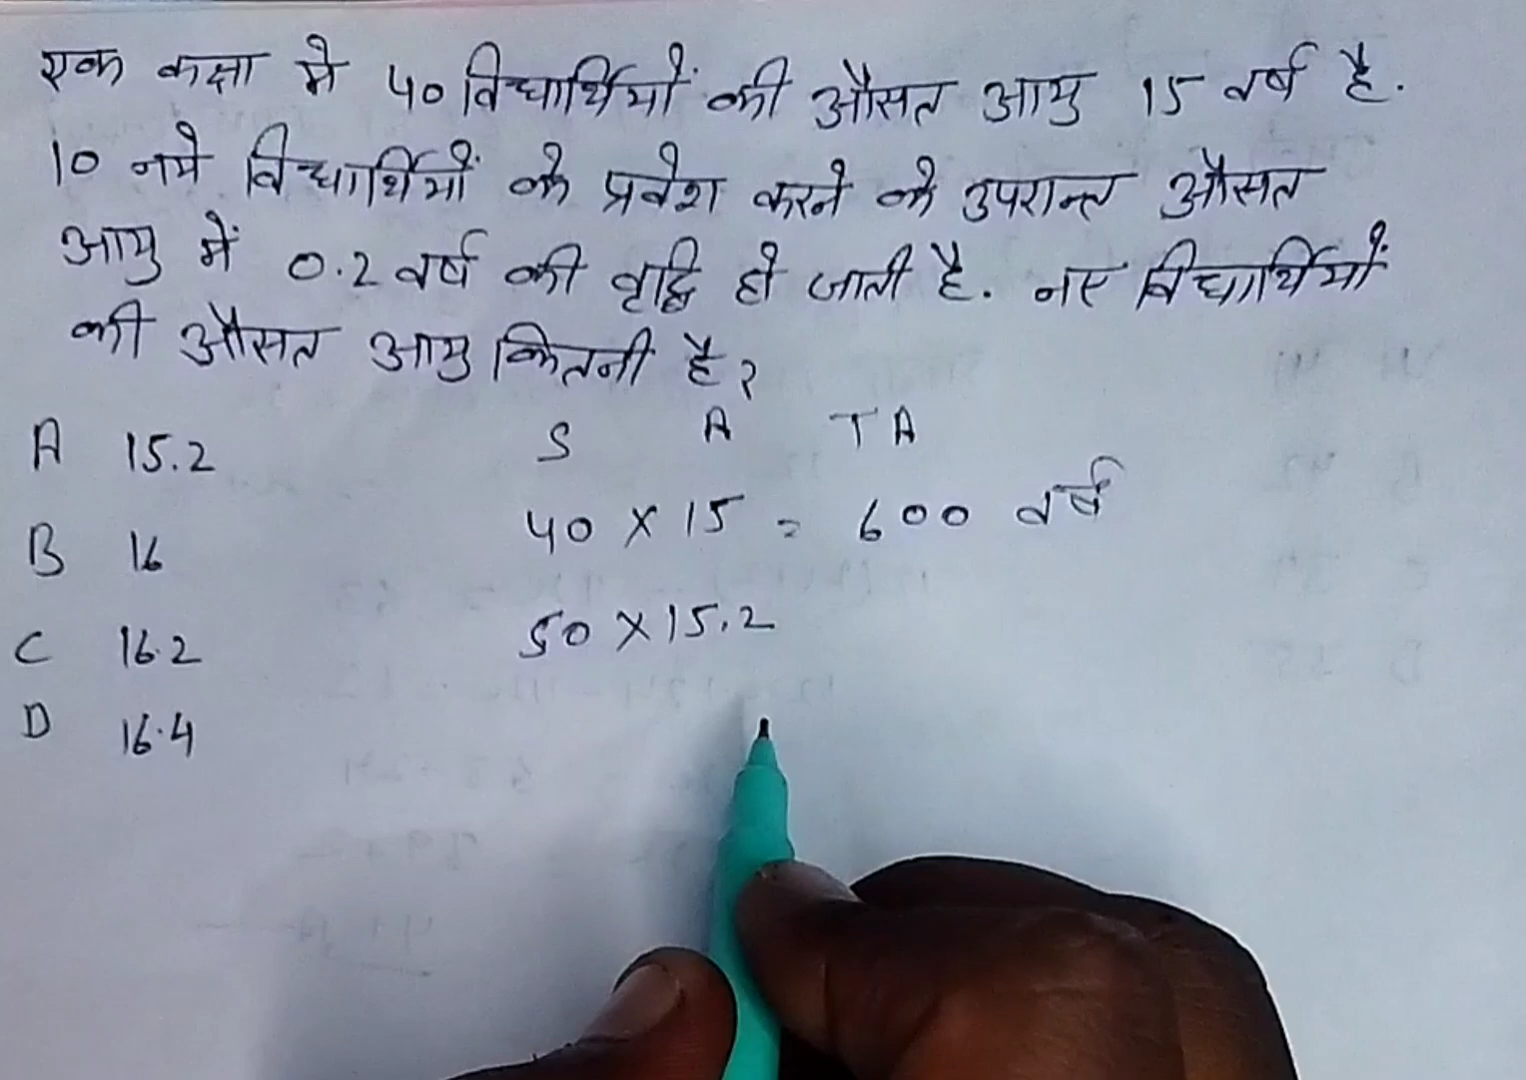 एक कक्षा मे 40 विद्यार्थियों की औसत आयु 15 वर्ष है.
10 नये विद्यार्थियों के प्रवेश करने के उपरान्त औसत
आयु में 0.2 वर्ष की वृद्धि हो जाती है. नए विद्यार्थियों
की औसत आयु कितनी है?
A 15.2
B 16
C 16.2
D 16.4
S A TA
40 × 15 = 600 वर्ष
50 × 15.2